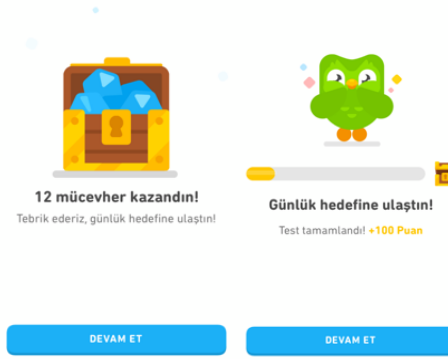 12 mücevher kazandın!
Tebrik ederiz, günlük hedefine ulaştın!
DEVAM ET
Günlük hedefine ulaştın!
Test tamamlandı! +100 Puan
DEVAM ET